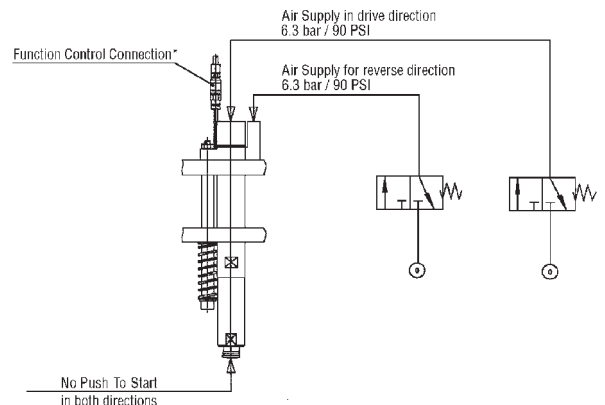 Air Supply in drive direction
6.3 bar / 90 PSI
Function Control Connection*
Air Supply for reverse direction
6.3 bar / 90 PSI
No Push To Start
in both directions